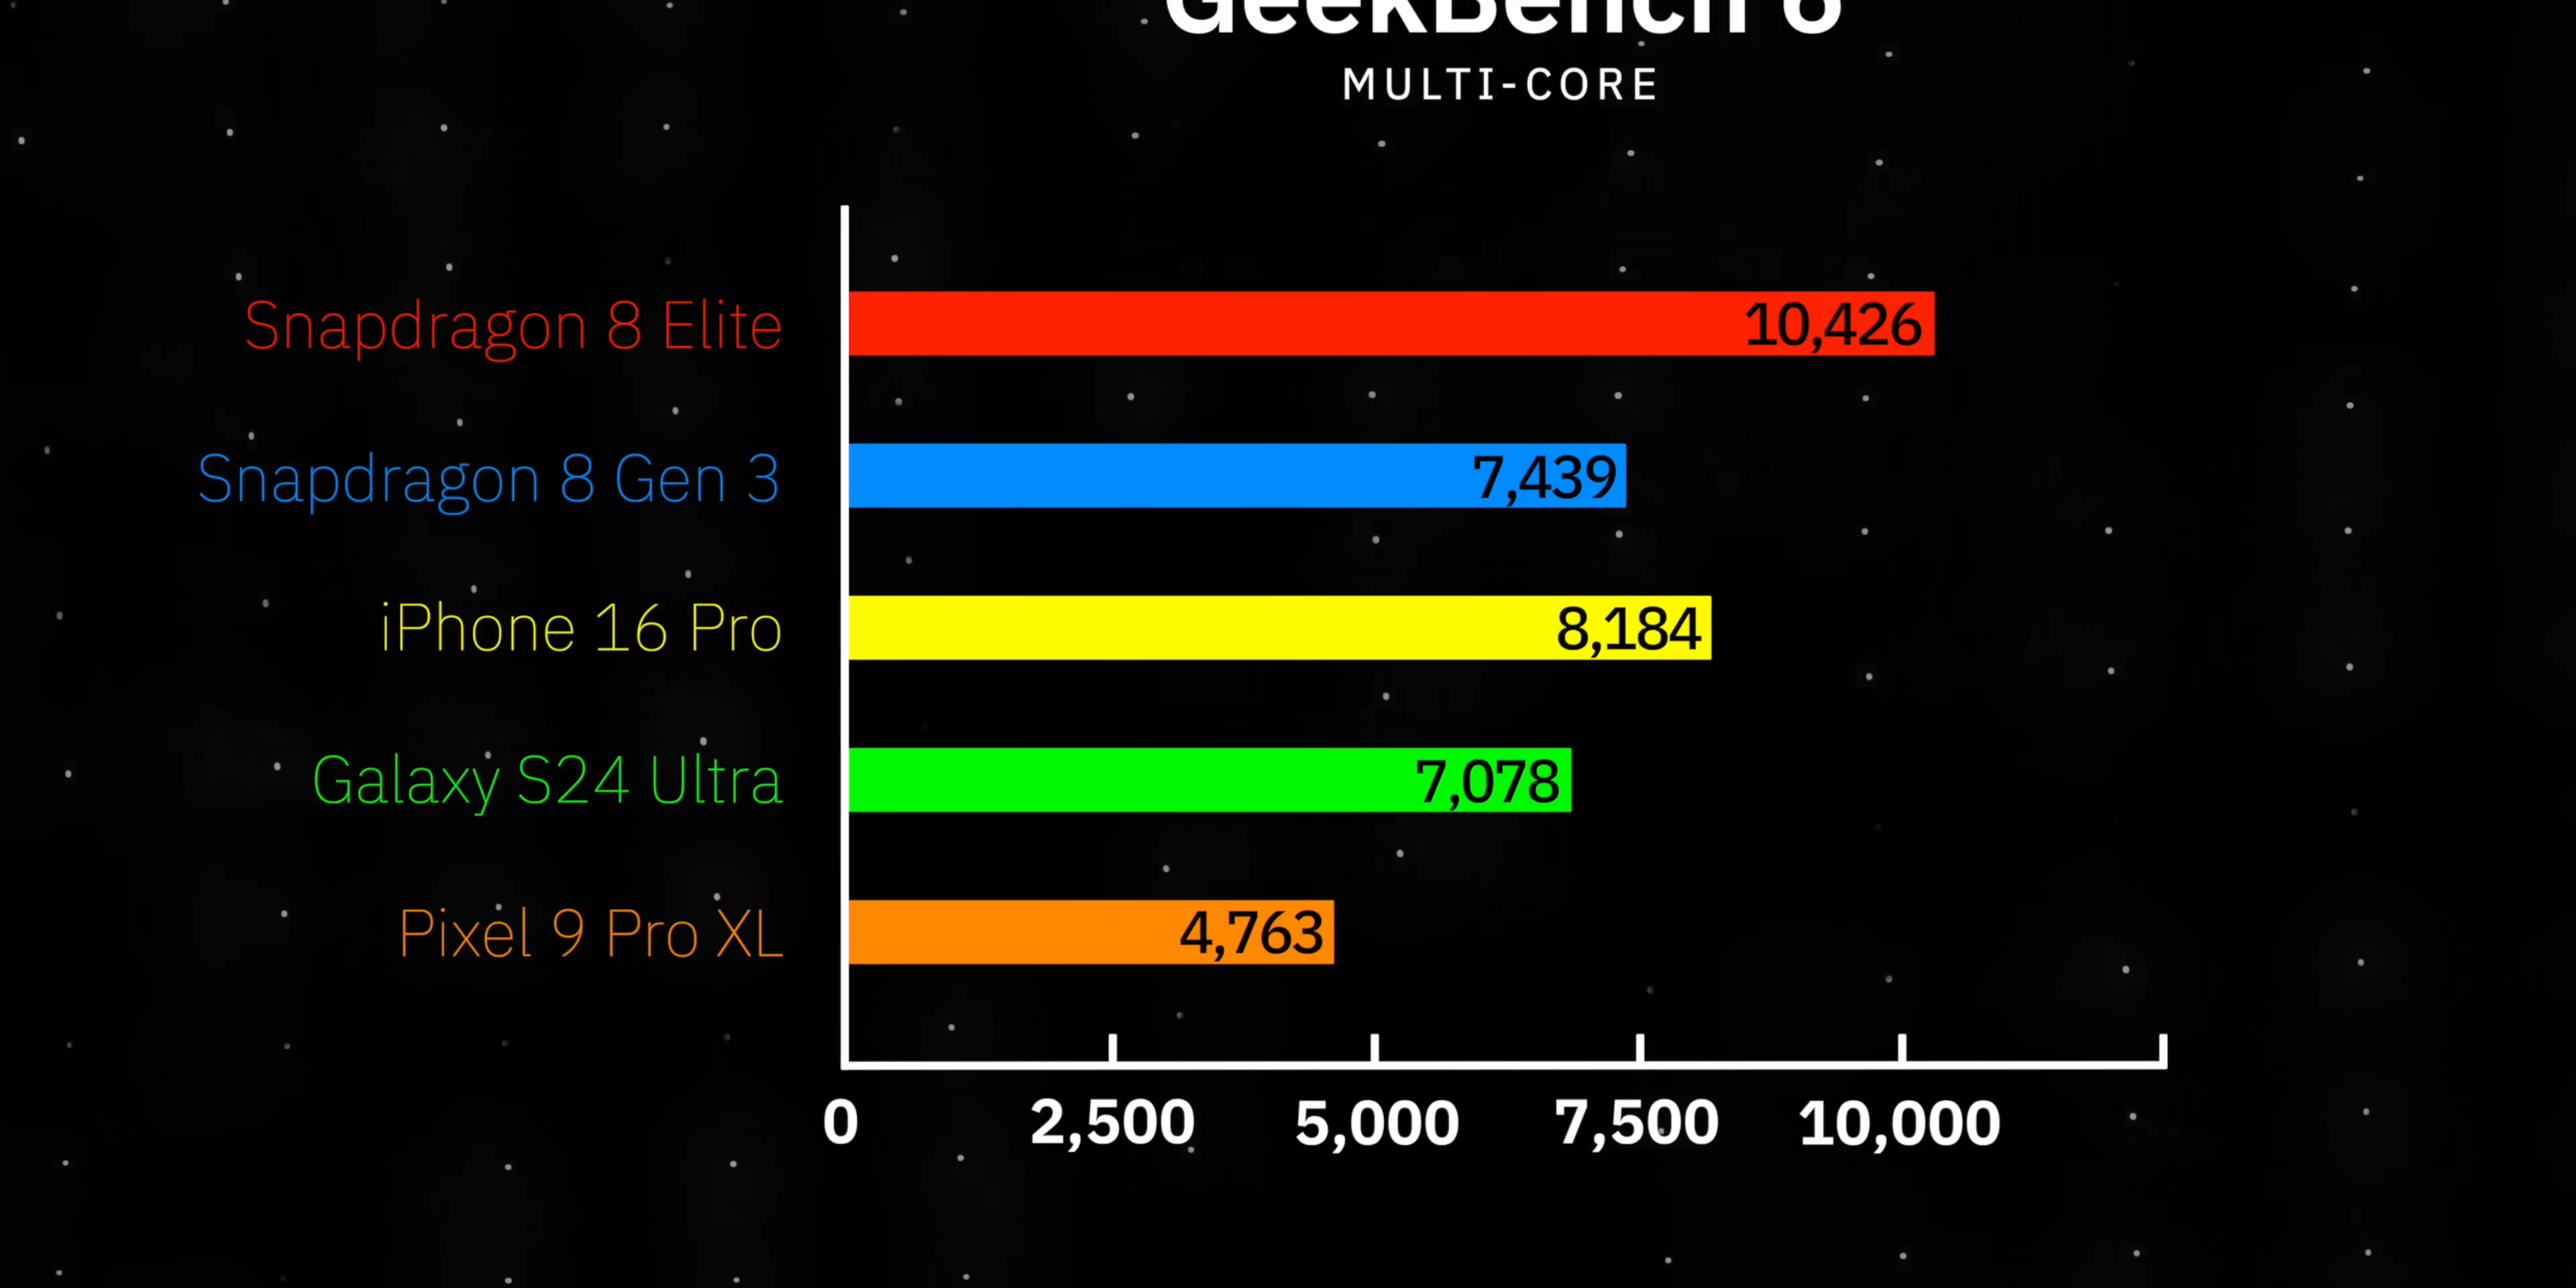 GeekBench 6
MULTI-CORE
Snapdragon 8 Elite 10,426
Snapdragon 8 Gen 3 7,439
iPhone 16 Pro 8,184
Galaxy S24 Ultra 7,078
Pixel 9 Pro XL 4,763
0 2,500 5,000 7,500 10,000